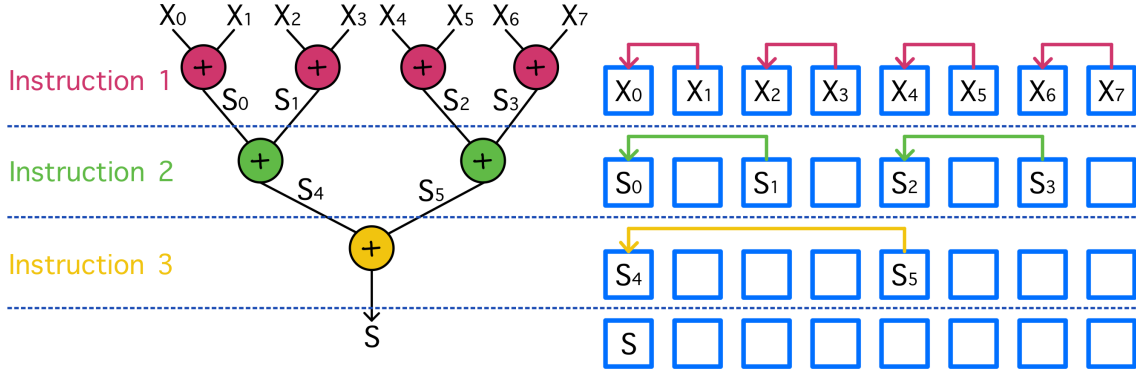 X0 X1 X2 X3 X4 X5 X6 X7
+ + + +
Instruction 1
X0 X1 X2 X3 X4 X5 X6 X7
S0 S1 S2 S3
+ +
Instruction 2
S0 S1 S2 S3
S4 S5
+
Instruction 3
S4 S5
S
S